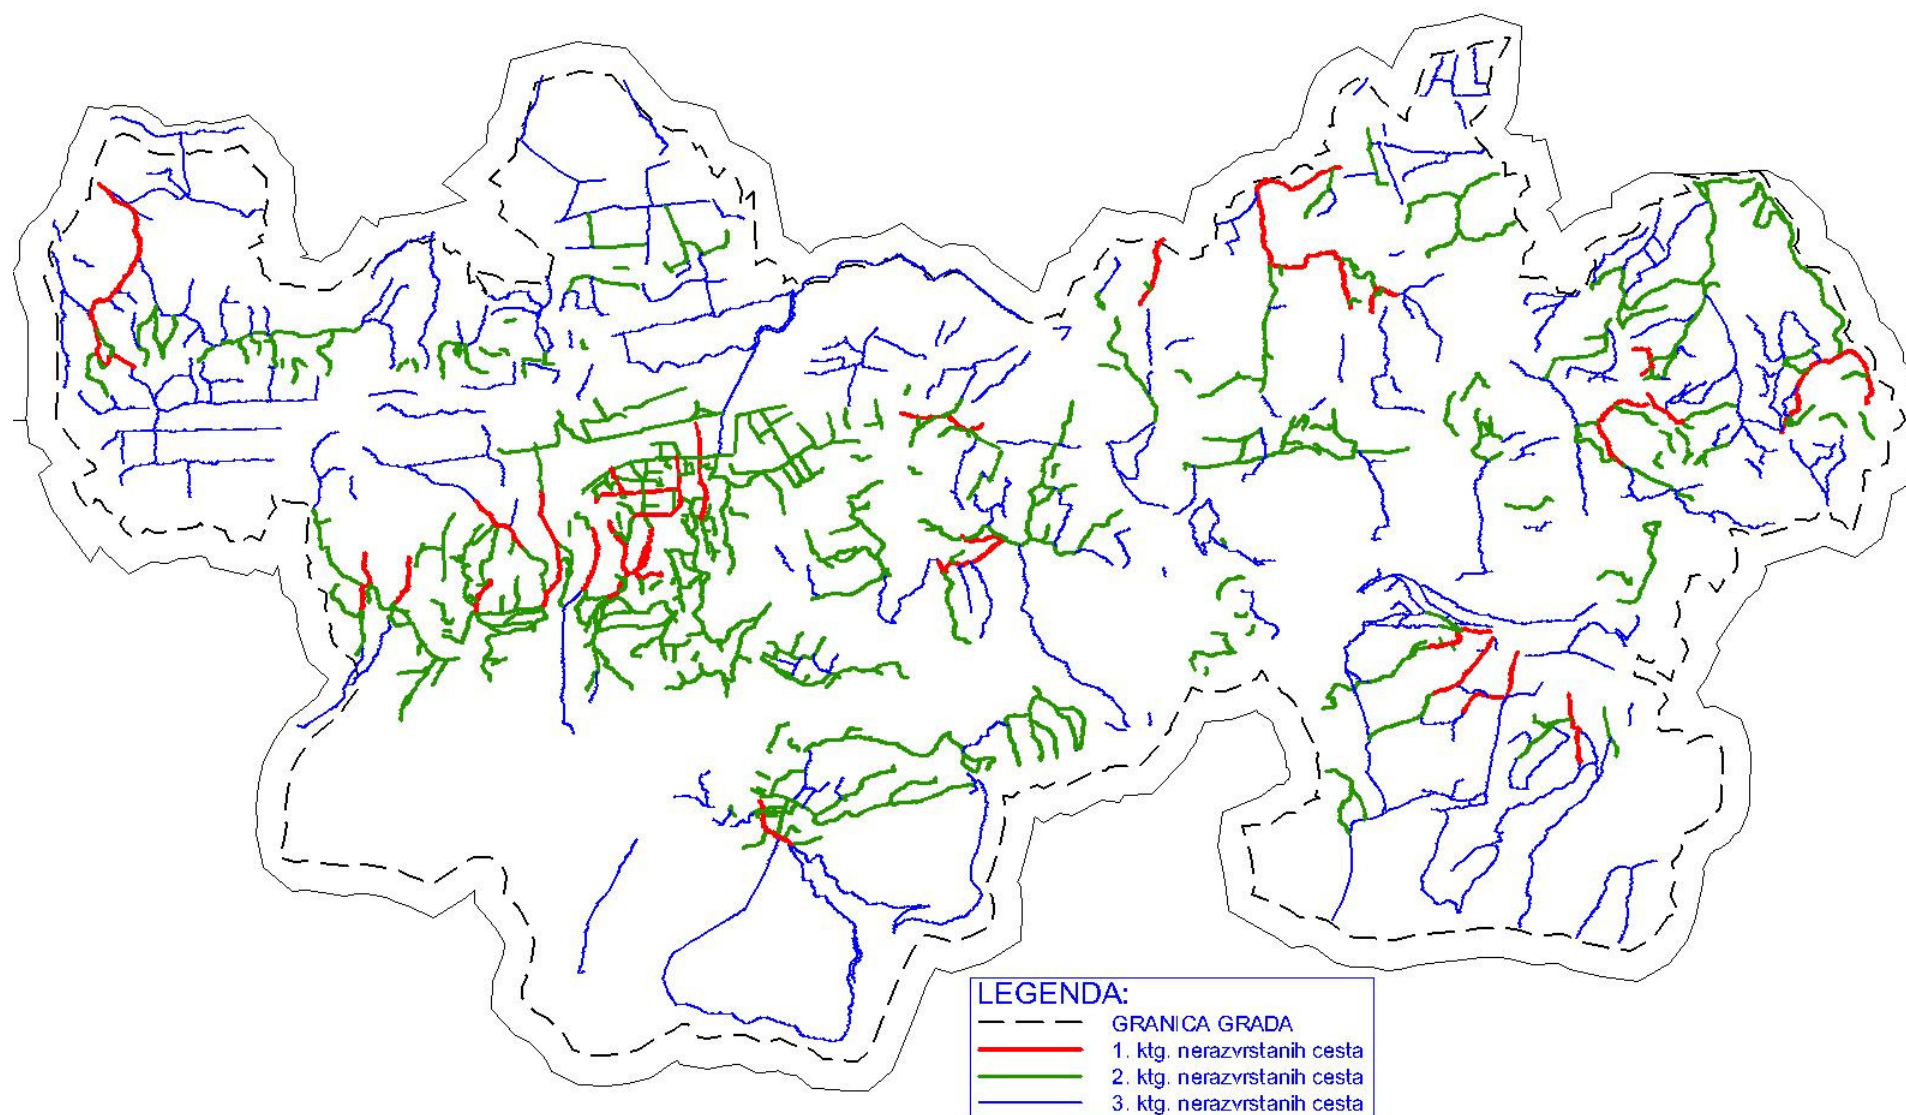 LEGENDA:
GRANICA GRADA
1. ktg. nerazvrstanih cesta
2. ktg. nerazvrstanih cesta
3. ktg. nerazvrstanih cesta